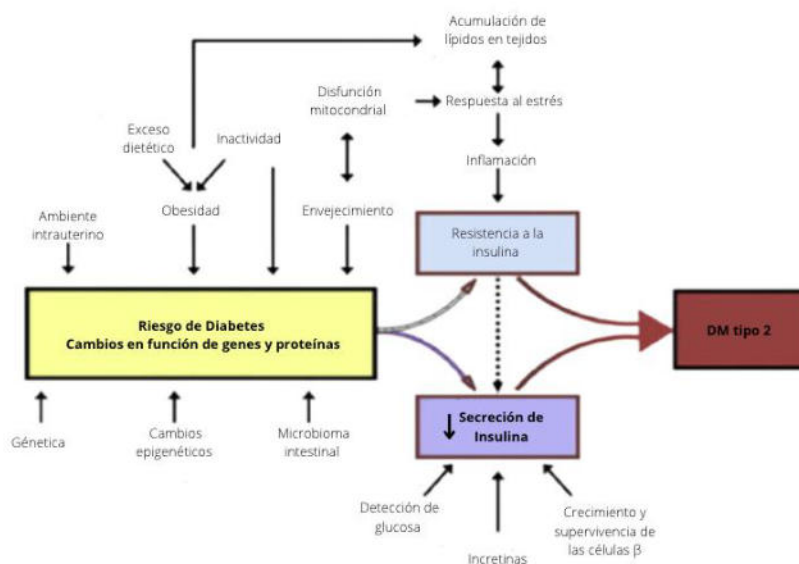 Acumulación de
lípidos en tejidos
Disfunción
mitocondrial
Respuesta al estrés
Exceso
dietético
Inactividad
Inflamación
Ambiente
intrauterino
Obesidad
Envejecimiento
Resistencia a la
insulina
Riesgo de Diabetes
Cambios en función de genes y proteínas
DM tipo 2
Secreción de
Insulina
Génetica
Cambios
epigenéticos
Microbioma
intestinal
Detección de
glucosa
Incretinas
Crecimiento y
supervivencia de
las células β